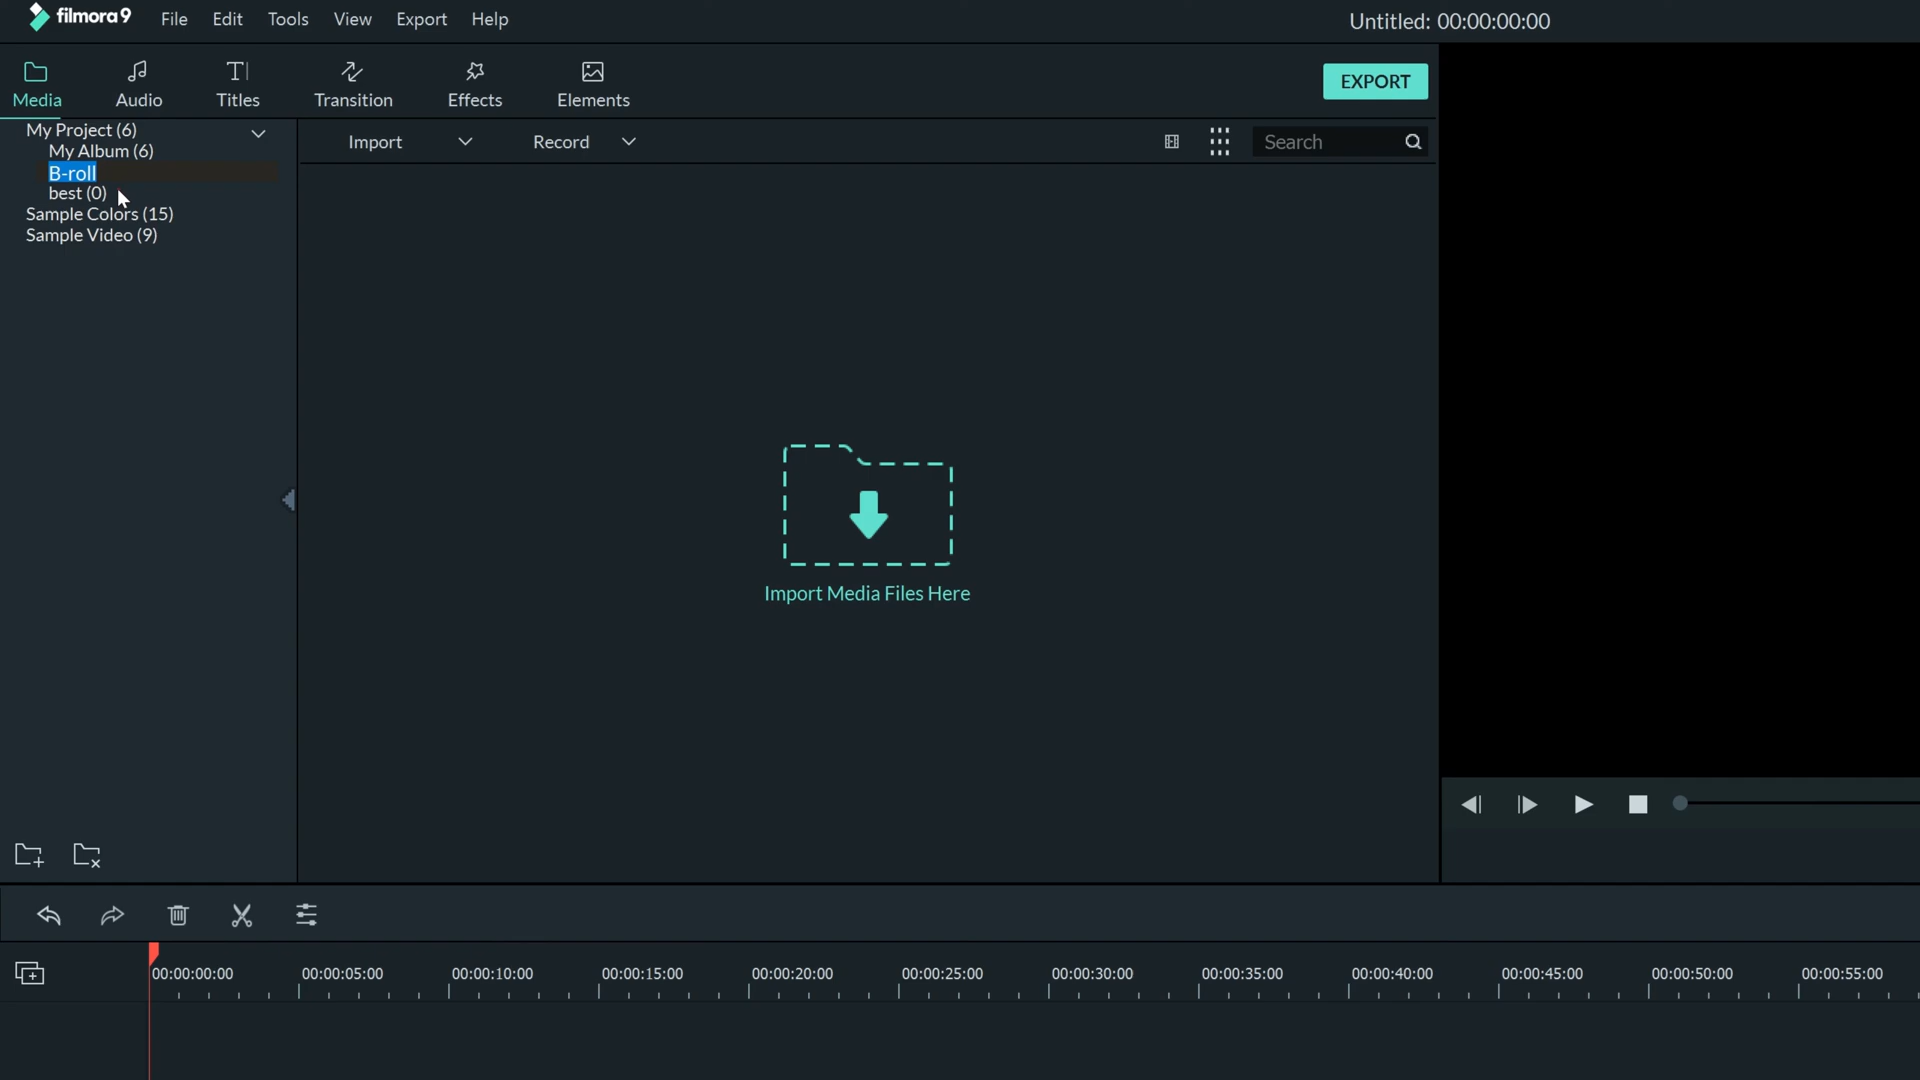 filmora9 File Edit Tools View Export Help Untitled: 00:00:00:00
Media Audio Titles Transition Effects Elements EXPORT
My Project (6) Import Record Search
My Album (6)
B-roll
best (0)
Sample Colors (15)
Sample Video (9)
Import Media Files Here
00:00:00:00 00:00:05:00 00:00:10:00 00:00:15:00 00:00:20:00 00:00:25:00 00:00:30:00 00:00:35:00 00:00:40:00 00:00:45:00 00:00:50:00 00:00:55:00